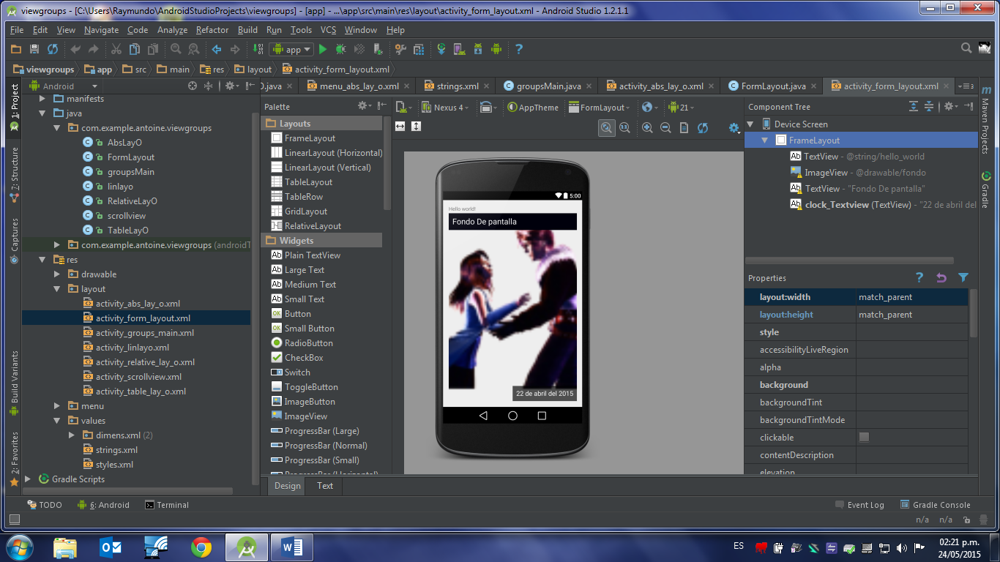 viewgroups - [C:\Users\Raymundo\AndroidStudioProjects\viewgroups] - [app] - ...\app\src\main\res\layout\activity_form_layout.xml - Android Studio 1.2.1.1
File Edit View Navigate Code Analyze Refactor Build Run Tools VCS Window Help
app
viewgroups app src main res layout activity_form_layout.xml
Android
O.java menu_abs_lay_o.xml strings.xml groupsMain.java activity_abs_lay_o.xml FormLayout.java activity_form_layout.xml
1: Project
7: Structure
Captures
Build Variants
2: Favorites
manifests
java
com.example.antoine.viewgroups
AbsLayO
FormLayout
groupsMain
linlayo
RelativeLayO
scrollview
TableLayO
com.example.antoine.viewgroups (androidT
res
drawable
layout
activity_abs_lay_o.xml
activity_form_layout.xml
activity_groups_main.xml
activity_linlayo.xml
activity_relative_lay_o.xml
activity_scrollview.xml
activity_table_lay_o.xml
menu
values
dimens.xml (2)
strings.xml
styles.xml
Gradle Scripts
Palette
Layouts
FrameLayout
LinearLayout (Horizontal)
LinearLayout (Vertical)
TableLayout
TableRow
GridLayout
RelativeLayout
Widgets
Plain TextView
Large Text
Medium Text
Small Text
Button
Small Button
RadioButton
CheckBox
Switch
ToggleButton
ImageButton
ImageView
ProgressBar (Large)
ProgressBar (Normal)
ProgressBar (Small)
ProgressBar (Horizontal)
Design Text
Nexus 4 AppTheme FormLayout 21
5:00
Hello world!
Fondo De pantalla
22 de abril del 2015
Component Tree
Device Screen
FrameLayout
TextView - @string/hello_world
ImageView - @drawable/fondo
TextView - "Fondo De pantalla"
clock_Textview (TextView) - "22 de abril del
Properties
layout:width match_parent
layout:height match_parent
style
accessibilityLiveRegion
alpha
background
backgroundTint
backgroundTintMode
clickable
contentDescription
elevation
Maven Projects
Gradle
TODO 6: Android Terminal Event Log Gradle Console
n/a n/a
ES
02:21 p.m.
24/05/2015